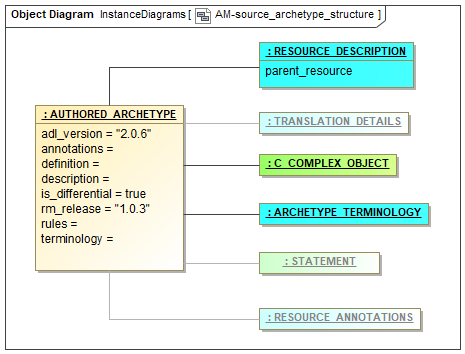 Object Diagram InstanceDiagrams [ AM-source_archetype_structure ]
: RESOURCE_DESCRIPTION
parent_resource
: AUTHORED_ARCHETYPE
adl_version = "2.0.6"
annotations =
definition =
description =
is_differential = true
rm_release = "1.0.3"
rules =
terminology =
: TRANSLATION_DETAILS
: C_COMPLEX_OBJECT
: ARCHETYPE_TERMINOLOGY
: STATEMENT
: RESOURCE_ANNOTATIONS